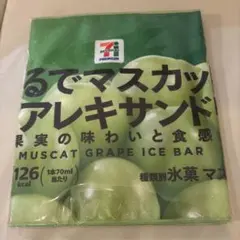 7
るでマスカッ
アレキサンド
果実の味わいと食感
MUSCAT GRAPE ICE BAR
126
kcal
1本70ml
当たり
種類別 氷菓 マ